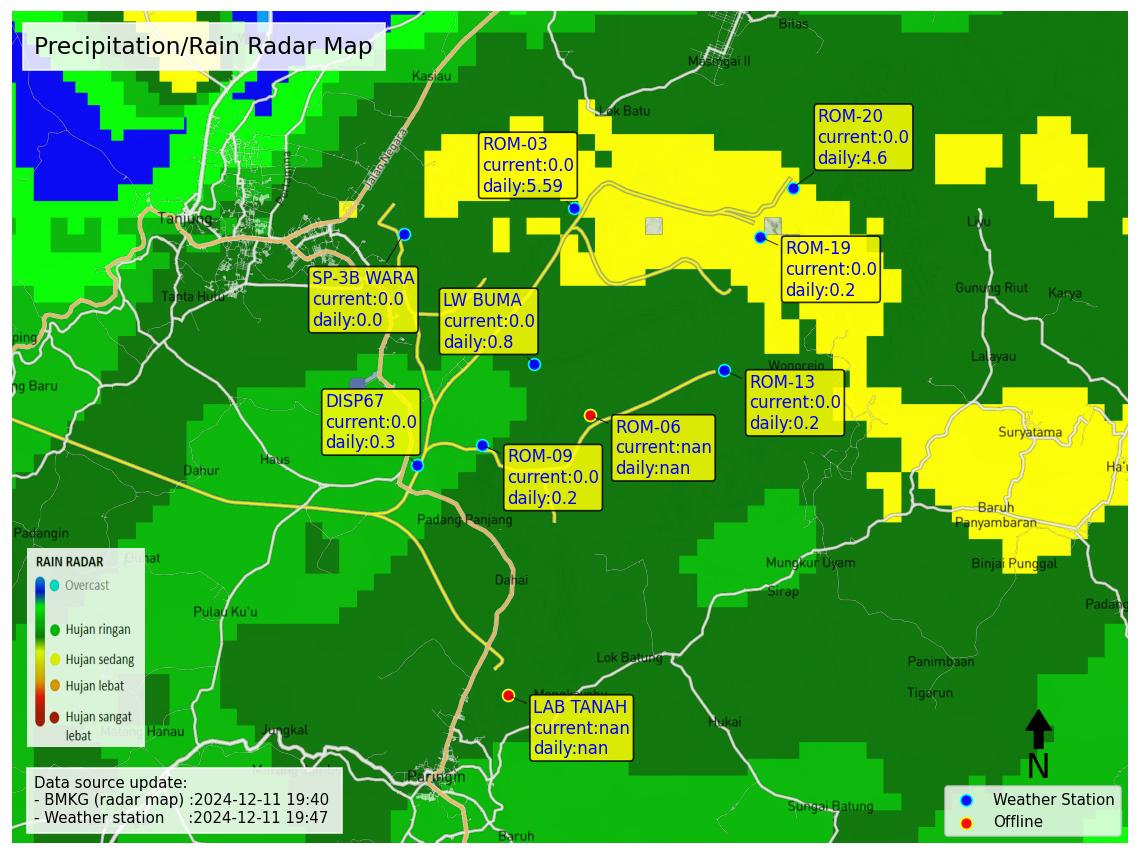 Precipitation/Rain Radar Map
Bilas
Masingai II
Kasiau
Lok Batu
Jalan Negara
Tanjung
Tanta Hulu
Liyu
Gunung Riut
Karya
Lalayau
Wonorejo
ROM-03
current:0.0
daily:5.59
ROM-20
current:0.0
daily:4.6
ROM-19
current:0.0
daily:0.2
SP-3B WARA
current:0.0
daily:0.0
LW BUMA
current:0.0
daily:0.8
ROM-13
current:0.0
daily:0.2
DISP67
current:0.0
daily:0.3
ROM-06
current:nan
daily:nan
ROM-09
current:0.0
daily:0.2
ping
ng Baru
Dahur
Haus
Suryatama
Ha'u
Baruh
Panyambaran
Padang Panjang
Padangin
Binjai Punggal
Mungkur Uyam
Sirap
Dahai
Padang
Pulau Ku'u
Lok Batung
Panimbaan
Tigarun
Hukai
LAB TANAH
current:nan
daily:nan
Jungkal
Paringin
Sungai Batung
Baruh
RAIN RADAR
Overcast
Hujan ringan
Hujan sedang
Hujan lebat
Hujan sangat
lebat
Hanau
Data source update:
- BMKG (radar map) :2024-12-11 19:40
- Weather station :2024-12-11 19:47
N
Weather Station
Offline